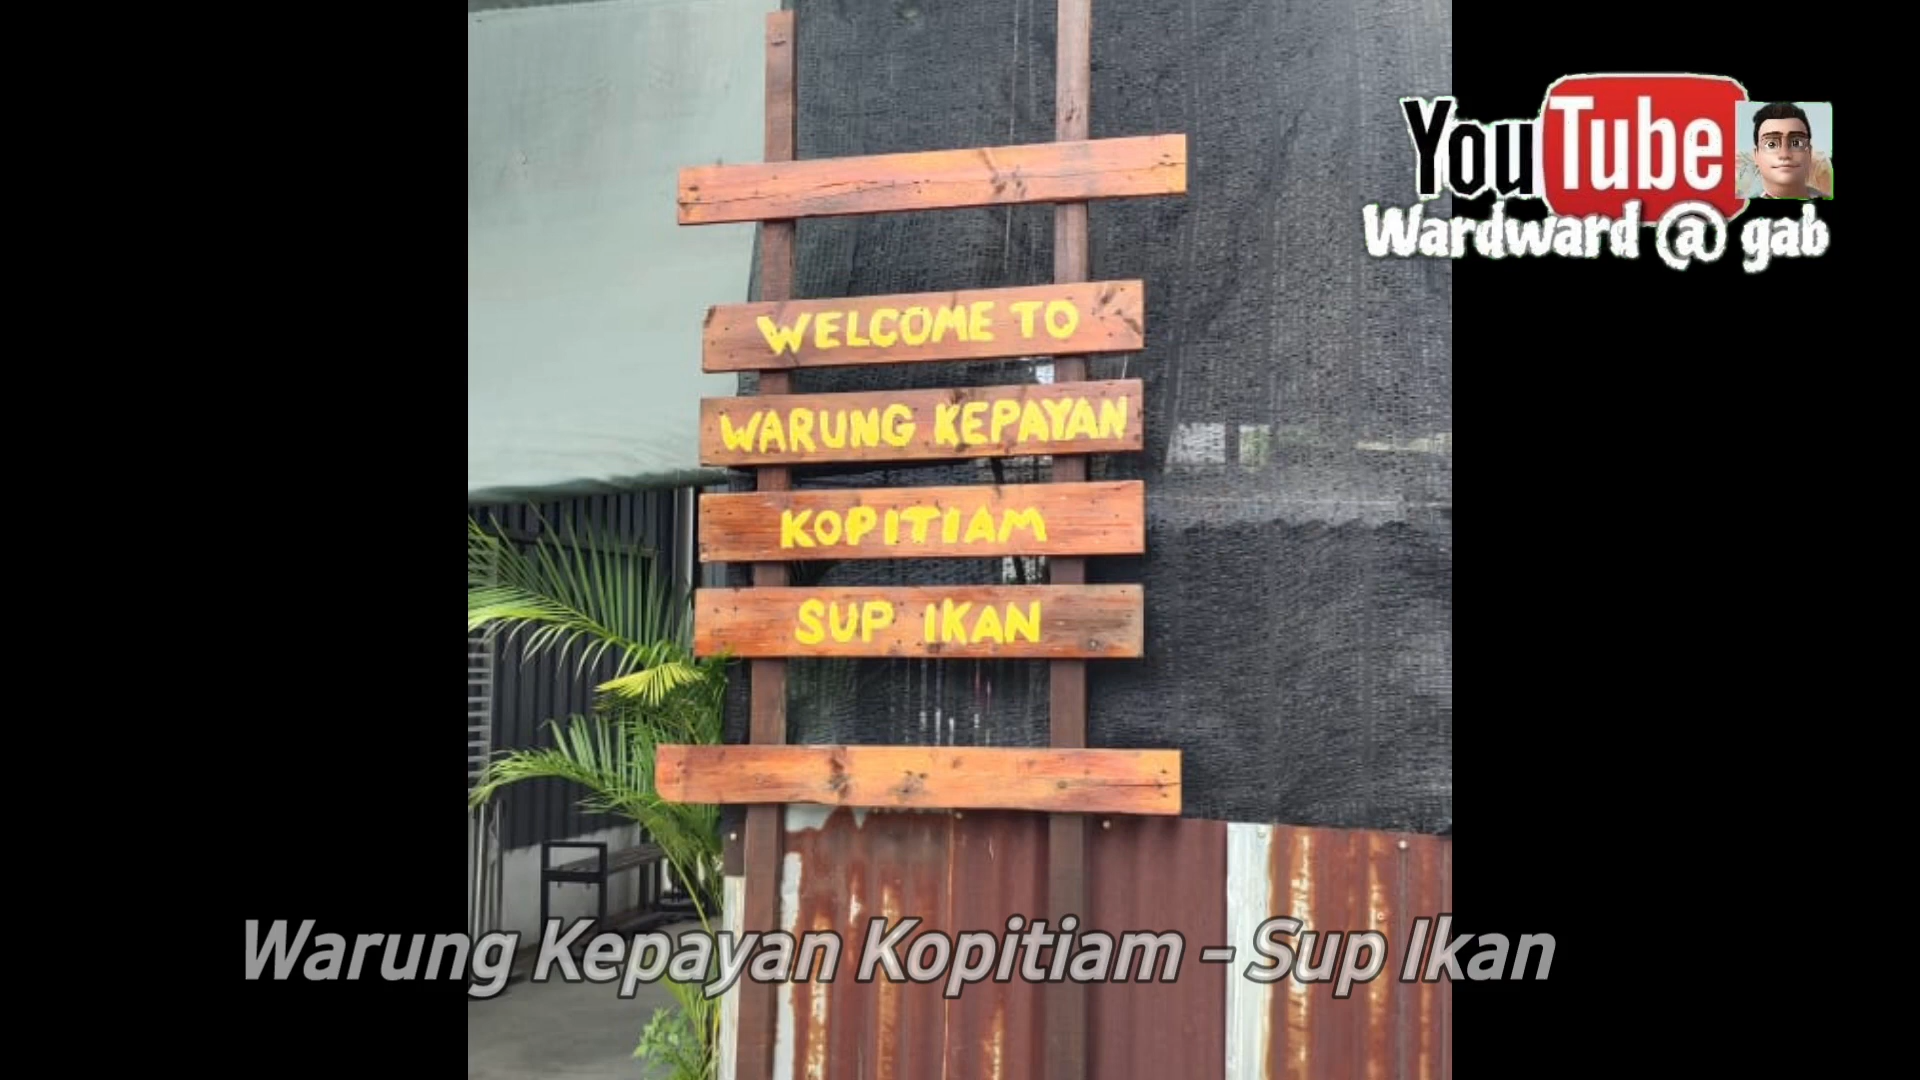 YouTube
Wardward @ gab
WELCOME TO
WARUNG KEPAYAN
KOPITIAM
SUP IKAN
Warung Kepayan Kopitiam - Sup Ikan